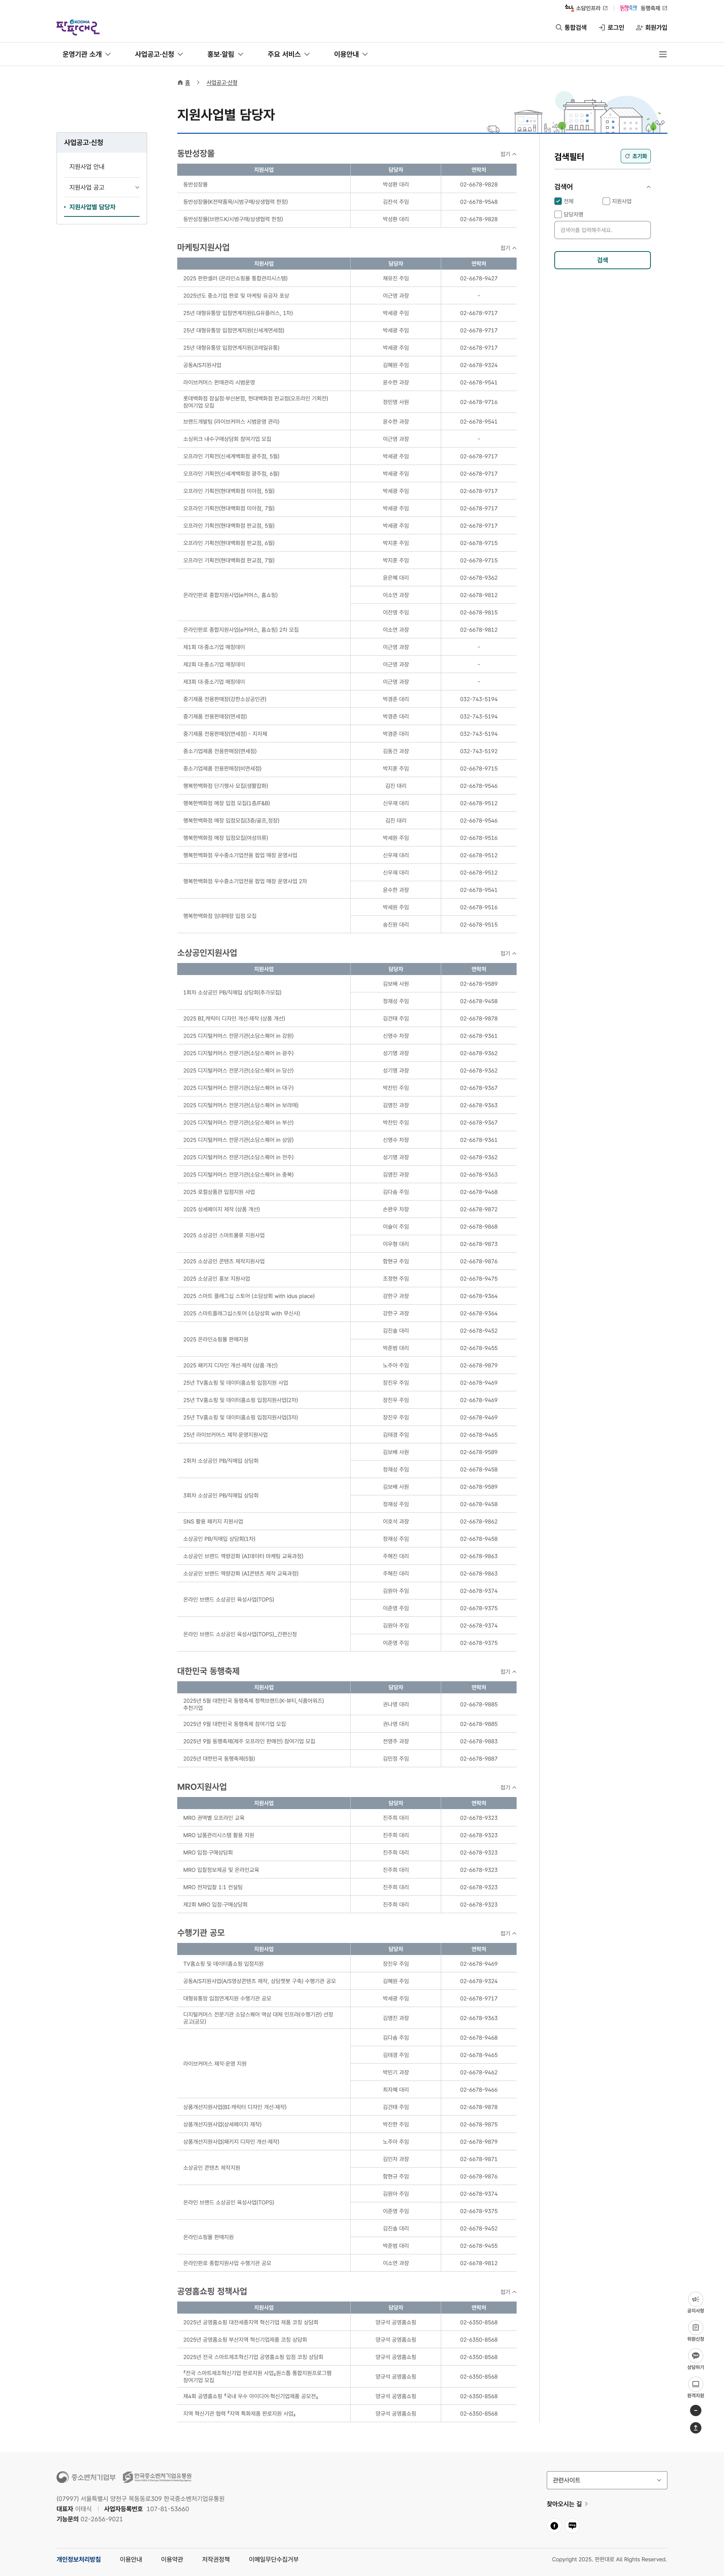 소담인프라
동행축제 동행축제
KODMA
판판대로
통합검색 로그인 회원가입
운영기관 소개 사업공고·신청 홍보·알림 주요 서비스 이용안내
홈 > 사업공고·신청
지원사업별 담당자
사업공고·신청
지원사업 안내
지원사업 공고
지원사업별 담당자
검색필터 초기화
검색어
전체 지원사업
담당자명
검색어를 입력해주세요.
검색
동반성장몰 접기
지원사업 담당자 연락처
동반성장몰 박성환 대리 02-6678-9828
동반성장몰(K전략품목/시범구매/상생협력 한정) 김찬석 주임 02-6678-9548
동반성장몰(브랜드K/시범구매/상생협력 한정) 박성환 대리 02-6678-9828
마케팅지원사업 접기
지원사업 담당자 연락처
2025 판판셀러 (온라인쇼핑몰 통합관리시스템) 채유진 주임 02-6678-9427
2025년도 중소기업 판로 및 마케팅 유공자 포상 이근영 과장 -
25년 대형유통망 입점연계지원(LG유플러스, 1차) 박세광 주임 02-6678-9717
25년 대형유통망 입점연계지원(신세계면세점) 박세광 주임 02-6678-9717
25년 대형유통망 입점연계지원(코레일유통) 박세광 주임 02-6678-9717
공동A/S지원사업 김혜원 주임 02-6678-9324
라이브커머스 판매관리 시범운영 윤수한 과장 02-6678-9541
롯데백화점 잠실점·부산본점, 현대백화점 판교점(오프라인 기획전)
참여기업 모집 정민영 사원 02-6678-9716
브랜드개발팀 (라이브커머스 시범운영 관리) 윤수한 과장 02-6678-9541
소싱위크 내수구매상담회 참여기업 모집 이근영 과장 -
오프라인 기획전(신세계백화점 광주점, 5월) 박세광 주임 02-6678-9717
오프라인 기획전(신세계백화점 광주점, 6월) 박세광 주임 02-6678-9717
오프라인 기획전(현대백화점 미아점, 5월) 박세광 주임 02-6678-9717
오프라인 기획전(현대백화점 미아점, 7월) 박세광 주임 02-6678-9717
오프라인 기획전(현대백화점 판교점, 5월) 박세광 주임 02-6678-9717
오프라인 기획전(현대백화점 판교점, 6월) 박지훈 주임 02-6678-9715
오프라인 기획전(현대백화점 판교점, 7월) 박지훈 주임 02-6678-9715
온라인판로 종합지원사업(e커머스, 홈쇼핑) 윤은혜 대리 02-6678-9362
이소연 과장 02-6678-9812
이찬영 주임 02-6678-9815
온라인판로 종합지원사업(e커머스, 홈쇼핑) 2차 모집 이소연 과장 02-6678-9812
제1회 대·중소기업 매칭데이 이근영 과장 -
제2회 대·중소기업 매칭데이 이근영 과장 -
제3회 대·중소기업 매칭데이 이근영 과장 -
중기제품 전용판매장(강한소상공인관) 박경준 대리 032-743-5194
중기제품 전용판매장(면세점) 박경준 대리 032-743-5194
중기제품 전용판매장(면세점) - 지자체 박경준 대리 032-743-5194
중소기업제품 전용판매장(면세점) 김동건 과장 032-743-5192
중소기업제품 전용판매장(비면세점) 박지훈 주임 02-6678-9715
행복한백화점 단기행사 모집(생활잡화) 김진 대리 02-6678-9546
행복한백화점 매장 입점 모집(1층/F&B) 신우재 대리 02-6678-9512
행복한백화점 매장 입점모집(3층/골프,정장) 김진 대리 02-6678-9546
행복한백화점 매장 입점모집(여성의류) 박세원 주임 02-6678-9516
행복한백화점 우수중소기업전용 팝업 매장 운영사업 신우재 대리 02-6678-9512
행복한백화점 우수중소기업전용 팝업 매장 운영사업 2차 신우재 대리 02-6678-9512
윤수한 과장 02-6678-9541
행복한백화점 임대매장 입점 모집 박세원 주임 02-6678-9516
송진원 대리 02-6678-9515
소상공인지원사업 접기
지원사업 담당자 연락처
1회차 소상공인 PB/직매입 상담회(추가모집) 김보배 사원 02-6678-9589
정재성 주임 02-6678-9458
2025 BI,캐릭터 디자인 개선·제작 (상품 개선) 김건태 주임 02-6678-9878
2025 디지털커머스 전문기관(소담스퀘어 in 강원) 신명수 차장 02-6678-9361
2025 디지털커머스 전문기관(소담스퀘어 in 광주) 성기명 과장 02-6678-9362
2025 디지털커머스 전문기관(소담스퀘어 in 당산) 성기명 과장 02-6678-9362
2025 디지털커머스 전문기관(소담스퀘어 in 대구) 박찬민 주임 02-6678-9367
2025 디지털커머스 전문기관(소담스퀘어 in 보라매) 김영진 과장 02-6678-9363
2025 디지털커머스 전문기관(소담스퀘어 in 부산) 박찬민 주임 02-6678-9367
2025 디지털커머스 전문기관(소담스퀘어 in 상암) 신명수 차장 02-6678-9361
2025 디지털커머스 전문기관(소담스퀘어 in 전주) 성기명 과장 02-6678-9362
2025 디지털커머스 전문기관(소담스퀘어 in 충북) 김영진 과장 02-6678-9363
2025 로컬상품관 입점지원 사업 김다솜 주임 02-6678-9468
2025 상세페이지 제작 (상품 개선) 손완우 차장 02-6678-9872
2025 소상공인 스마트물류 지원사업 이슬이 주임 02-6678-9868
이우형 대리 02-6678-9873
2025 소상공인 콘텐츠 제작지원사업 함현규 주임 02-6678-9876
2025 소상공인 홍보 지원사업 조정현 주임 02-6678-9475
2025 스마트 플래그십 스토어 (소담상회 with idus place) 강한구 과장 02-6678-9364
2025 스마트플래그십스토어 (소담상회 with 무신사) 강한구 과장 02-6678-9364
2025 온라인쇼핑몰 판매지원 김진솔 대리 02-6678-9452
박준범 대리 02-6678-9455
2025 패키지 디자인 개선·제작 (상품 개선) 노주아 주임 02-6678-9879
25년 TV홈쇼핑 및 데이터홈쇼핑 입점지원 사업 장진우 주임 02-6678-9469
25년 TV홈쇼핑 및 데이터홈쇼핑 입점지원사업(2차) 장진우 주임 02-6678-9469
25년 Tv홈쇼핑 및 데이터홈쇼핑 입점지원사업(3차) 장진우 주임 02-6678-9469
25년 라이브커머스 제작·운영지원사업 김태경 주임 02-6678-9465
2회차 소상공인 PB/직매입 상담회 김보배 사원 02-6678-9589
정재성 주임 02-6678-9458
3회차 소상공인 PB/직매입 상담회 김보배 사원 02-6678-9589
정재성 주임 02-6678-9458
SNS 활용 패키지 지원사업 이호석 과장 02-6678-9862
소상공인 PB/직매입 상담회(1차) 정재성 주임 02-6678-9458
소상공인 브랜드 역량강화 (AI데이터 마케팅 교육과정) 주해진 대리 02-6678-9863
소상공인 브랜드 역량강화 (AI콘텐츠 제작 교육과정) 주해진 대리 02-6678-9863
온라인 브랜드 소상공인 육성사업(TOPS) 김원아 주임 02-6678-9374
이준영 주임 02-6678-9375
온라인 브랜드 소상공인 육성사업(TOPS)_간편신청 김원아 주임 02-6678-9374
이준영 주임 02-6678-9375
대한민국 동행축제 접기
지원사업 담당자 연락처
2025년 5월 대한민국 동행축제 정책브랜드(K-뷰티,식품어워즈)
추천기업 권나영 대리 02-6678-9885
2025년 9월 대한민국 동행축제 참여기업 모집 권나영 대리 02-6678-9885
2025년 9월 동행축제(제주 오프라인 판매전) 참여기업 모집 전영주 과장 02-6678-9883
2025년 대한민국 동행축제(5월) 김민정 주임 02-6678-9887
MRO지원사업 접기
지원사업 담당자 연락처
MRO 권역별 오프라인 교육 진주희 대리 02-6678-9323
MRO 납품관리시스템 활용 지원 진주희 대리 02-6678-9323
MRO 입점·구매상담회 진주희 대리 02-6678-9323
MRO 입찰정보제공 및 온라인교육 진주희 대리 02-6678-9323
MRO 전자입찰 1:1 컨설팅 진주희 대리 02-6678-9323
제2회 MRO 입점·구매상담회 진주희 대리 02-6678-9323
수행기관 공모 접기
지원사업 담당자 연락처
TV홈쇼핑 및 데이터홈쇼핑 입점지원 장진우 주임 02-6678-9469
공동A/S지원사업(A/S영상콘텐츠 제작, 상담챗봇 구축) 수행기관 공모 김혜원 주임 02-6678-9324
대형유통망 입점연계지원 수행기관 공모 박세광 주임 02-6678-9717
디지털커머스 전문기관 소담스퀘어 역삼 대체 인프라(수행기관) 선정
공고(공모) 김영진 과장 02-6678-9363
라이브커머스 제작·운영 지원 김다솜 주임 02-6678-9468
김태경 주임 02-6678-9465
박민기 과장 02-6678-9462
최자혜 대리 02-6678-9466
상품개선지원사업(BI·캐릭터 디자인 개선·제작) 김건태 주임 02-6678-9878
상품개선지원사업(상세페이지 제작) 박진한 주임 02-6678-9875
상품개선지원사업(패키지 디자인 개선·제작) 노주아 주임 02-6678-9879
소상공인 콘텐츠 제작지원 김민자 과장 02-6678-9871
함현규 주임 02-6678-9876
온라인 브랜드 소상공인 육성사업(TOPS) 김원아 주임 02-6678-9374
이준영 주임 02-6678-9375
온라인쇼핑몰 판매지원 김진솔 대리 02-6678-9452
박준범 대리 02-6678-9455
온라인판로 종합지원사업 수행기관 공모 이소연 과장 02-6678-9812
공영홈쇼핑 정책사업 접기
지원사업 담당자 연락처
2025년 공영홈쇼핑 대전세종지역 혁신기업 제품 코칭 상담회 양규석 공영홈쇼핑 02-6350-8568
2025년 공영홈쇼핑 부산지역 혁신기업제품 코칭 상담회 양규석 공영홈쇼핑 02-6350-8568
2025년 전국 스마트제조혁신기업 공영홈쇼핑 입점 코칭 상담회 양규석 공영홈쇼핑 02-6350-8568
『전국 스마트제조혁신기업 판로지원 사업』원스톱 통합지원프로그램
참여기업 모집 양규석 공영홈쇼핑 02-6350-8568
제4회 공영홈쇼핑 『국내 우수 아이디어 혁신기업제품 공모전』 양규석 공영홈쇼핑 02-6350-8568
지역 혁신기관 협력 『지역 특화제품 판로지원 사업』 양규석 공영홈쇼핑 02-6350-8568
공지사항
위원신청
상담하기
원격지원
중소벤처기업부 한국중소벤처기업유통원
(07997) 서울특별시 양천구 목동동로309 한국중소벤처기업유통원
대표자 이태식 사업자등록번호 107-81-53660
기능문의 02-2656-9021
관련사이트
찾아오시는 길
개인정보처리방침 이용안내 이용약관 저작권정책 이메일무단수집거부
Copyright 2025. 판판대로 All Rights Reserved.